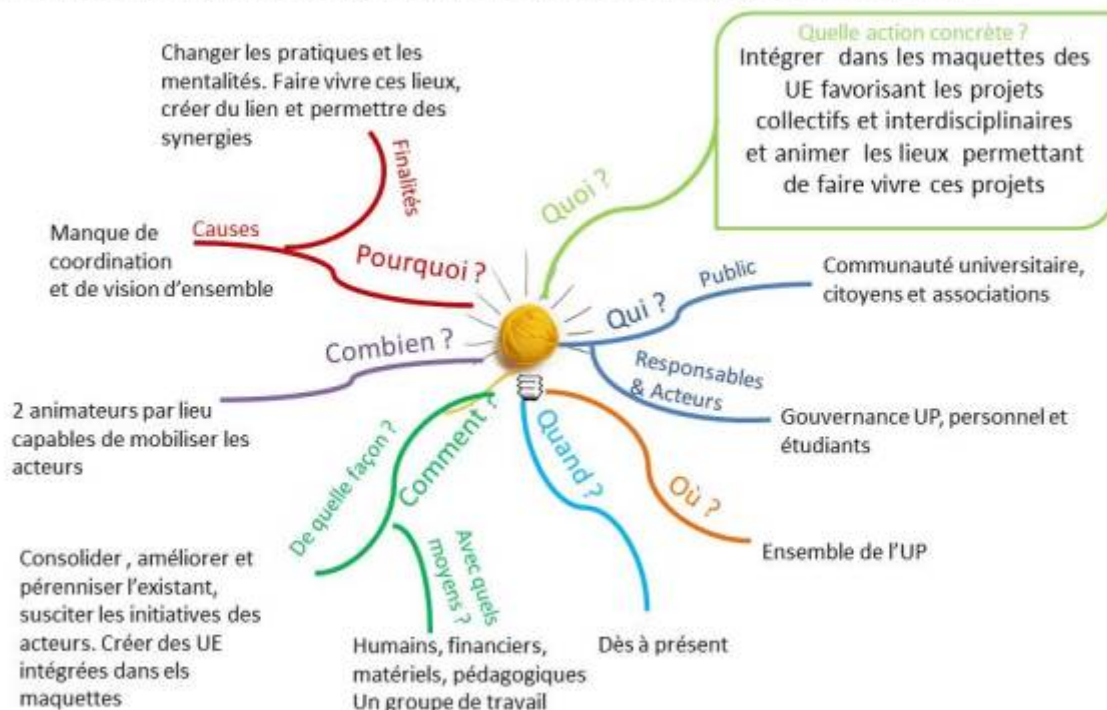 Changer les pratiques et les
mentalités. Faire vivre ces lieux,
créer du lien et permettre des
synergies
Finalités
Causes
Manque de
coordination
et de vision d’ensemble
Pourquoi ?
Quoi ?
Quelle action concrète ?
Intégrer dans les maquettes des
UE favorisant les projets
collectifs et interdisciplinaires
et animer les lieux permettant
de faire vivre ces projets
Qui ?
Public
Communauté universitaire,
citoyens et associations
Responsables
& Acteurs
Gouvernance UP, personnel et
étudiants
Combien ?
2 animateurs par lieu
capables de mobiliser les
acteurs
Comment ?
De quelle façon ?
Consolider , améliorer et
pérenniser l’existant,
susciter les initiatives des
acteurs. Créer des UE
intégrées dans els
maquettes
Avec quels
moyens ?
Humains, financiers,
matériels, pédagogiques
Un groupe de travail
Quand ?
Dès à présent
Où ?
Ensemble de l’UP